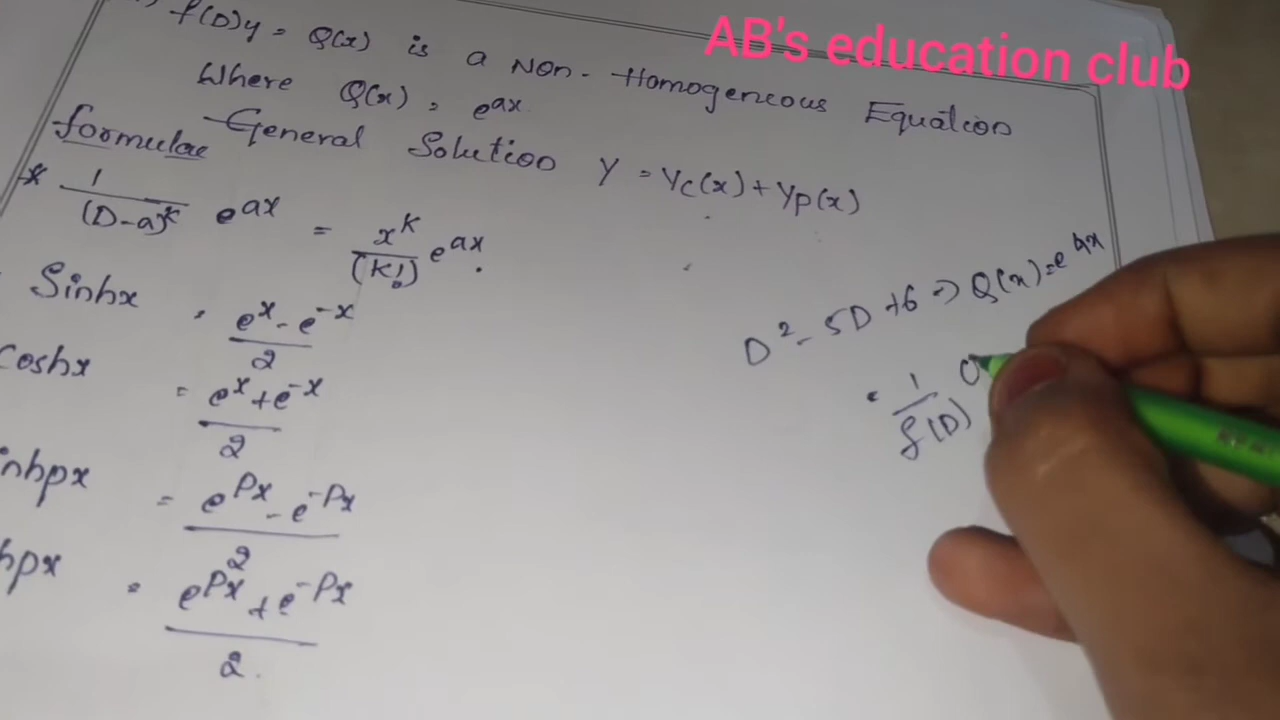 AB's education club
f(D)y = Q(x) is a Non-Homogeneous Equation
Where Q(x) = e^ax
General Solution Y = Yc(x) + Yp(x)
formulae
* 1/(D-a)^k e^ax = x^k/(k!) e^ax.
Sinhx = e^x - e^-x / 2
coshx = e^x + e^-x / 2
inhpx = e^Px - e^-Px / 2
hpx = e^Px + e^-Px / 2.
D^2 - 5D + 6 => Q(x) = e^4x
= 1/f(D)